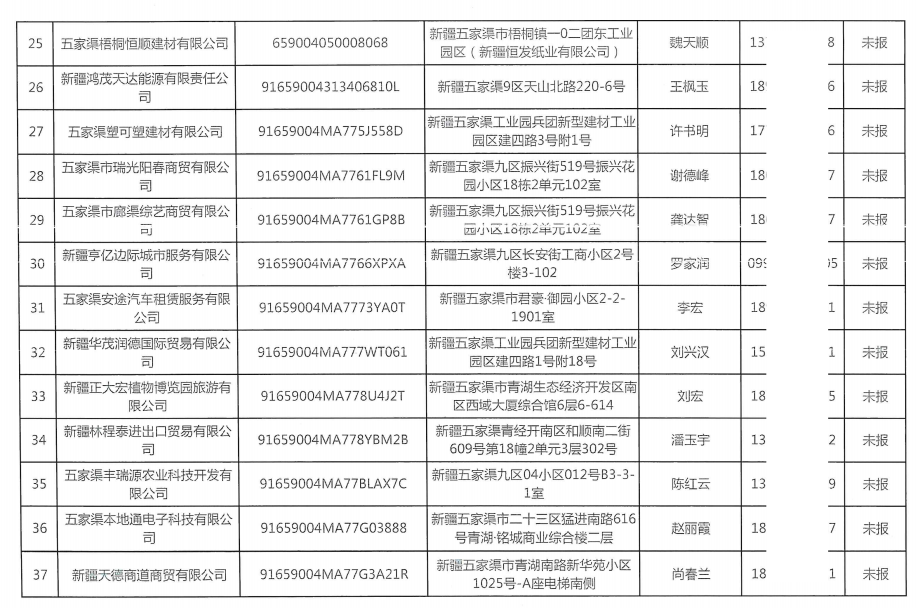 25 五家渠梧桐恒顺建材有限公司 659004050008068 新疆五家渠市梧桐镇一0二团东工业 魏天顺 13 8 未报
园区（新疆恒发纸业有限公司）
26 新疆鸿茂天达能源有限责任公 91659004313406810L 新疆五家渠9区天山北路220-6号 王枫玉 18 6 未报
司
27 五家渠塑可塑建材有限公司 91659004MA775J558D 新疆五家渠工业园兵团新型建材工业 许书明 17 6 未报
园区建四路3号附1号
28 五家渠市瑞光阳春商贸有限公 91659004MA7761FL9M 新疆五家渠九区振兴街519号振兴花 谢德峰 18 7 未报
司 园小区18栋2单元102室
29 五家渠市廊渠综艺商贸有限公 91659004MA7761GP8B 新疆五家渠九区振兴街519号振兴花 龚达智 18 7 未报
司 园小区18栋2单元102室
30 新疆亨亿边际城市服务有限公 91659004MA7766XPXA 新疆五家渠九区长安街工商小区2号 罗家润 099 05 未报
司 楼3-102
31 五家渠安途汽车租赁服务有限 91659004MA7773YA0T 新疆五家渠市君豪·御园小区2-2- 李宏 18 1 未报
公司 1901室
32 新疆华茂润德国际贸易有限公 91659004MA777WT061 新疆五家渠工业园兵团新型建材工业 刘兴汉 15 1 未报
司 园区建四路1号附18号
33 新疆正大宏植物博览园旅游有 91659004MA778U4J2T 新疆五家渠市青湖生态经济开发区南 刘宏 18 5 未报
限公司 区西域大厦综合馆6层6-614
34 新疆林程泰进出口贸易有限公 91659004MA778YBM2B 新疆五家渠青经开南区和顺南二街 潘玉宇 13 2 未报
司 609号第18幢2单元3层302号
35 五家渠丰瑞源农业科技开发有 91659004MA77BLAX7C 新疆五家渠九区04小区012号B3-3- 陈红云 13 9 未报
限公司 1室
36 五家渠本地通电子科技有限公 91659004MA77G03888 新疆五家渠市二十三区猛进南路616 赵丽霞 18 7 未报
司 号青湖·铭城商业综合楼二层
37 新疆天德商道商贸有限公司 91659004MA77G3A21R 新疆五家渠市青湖南路新华苑小区 尚春兰 18 1 未报
1025号-A座电梯南侧